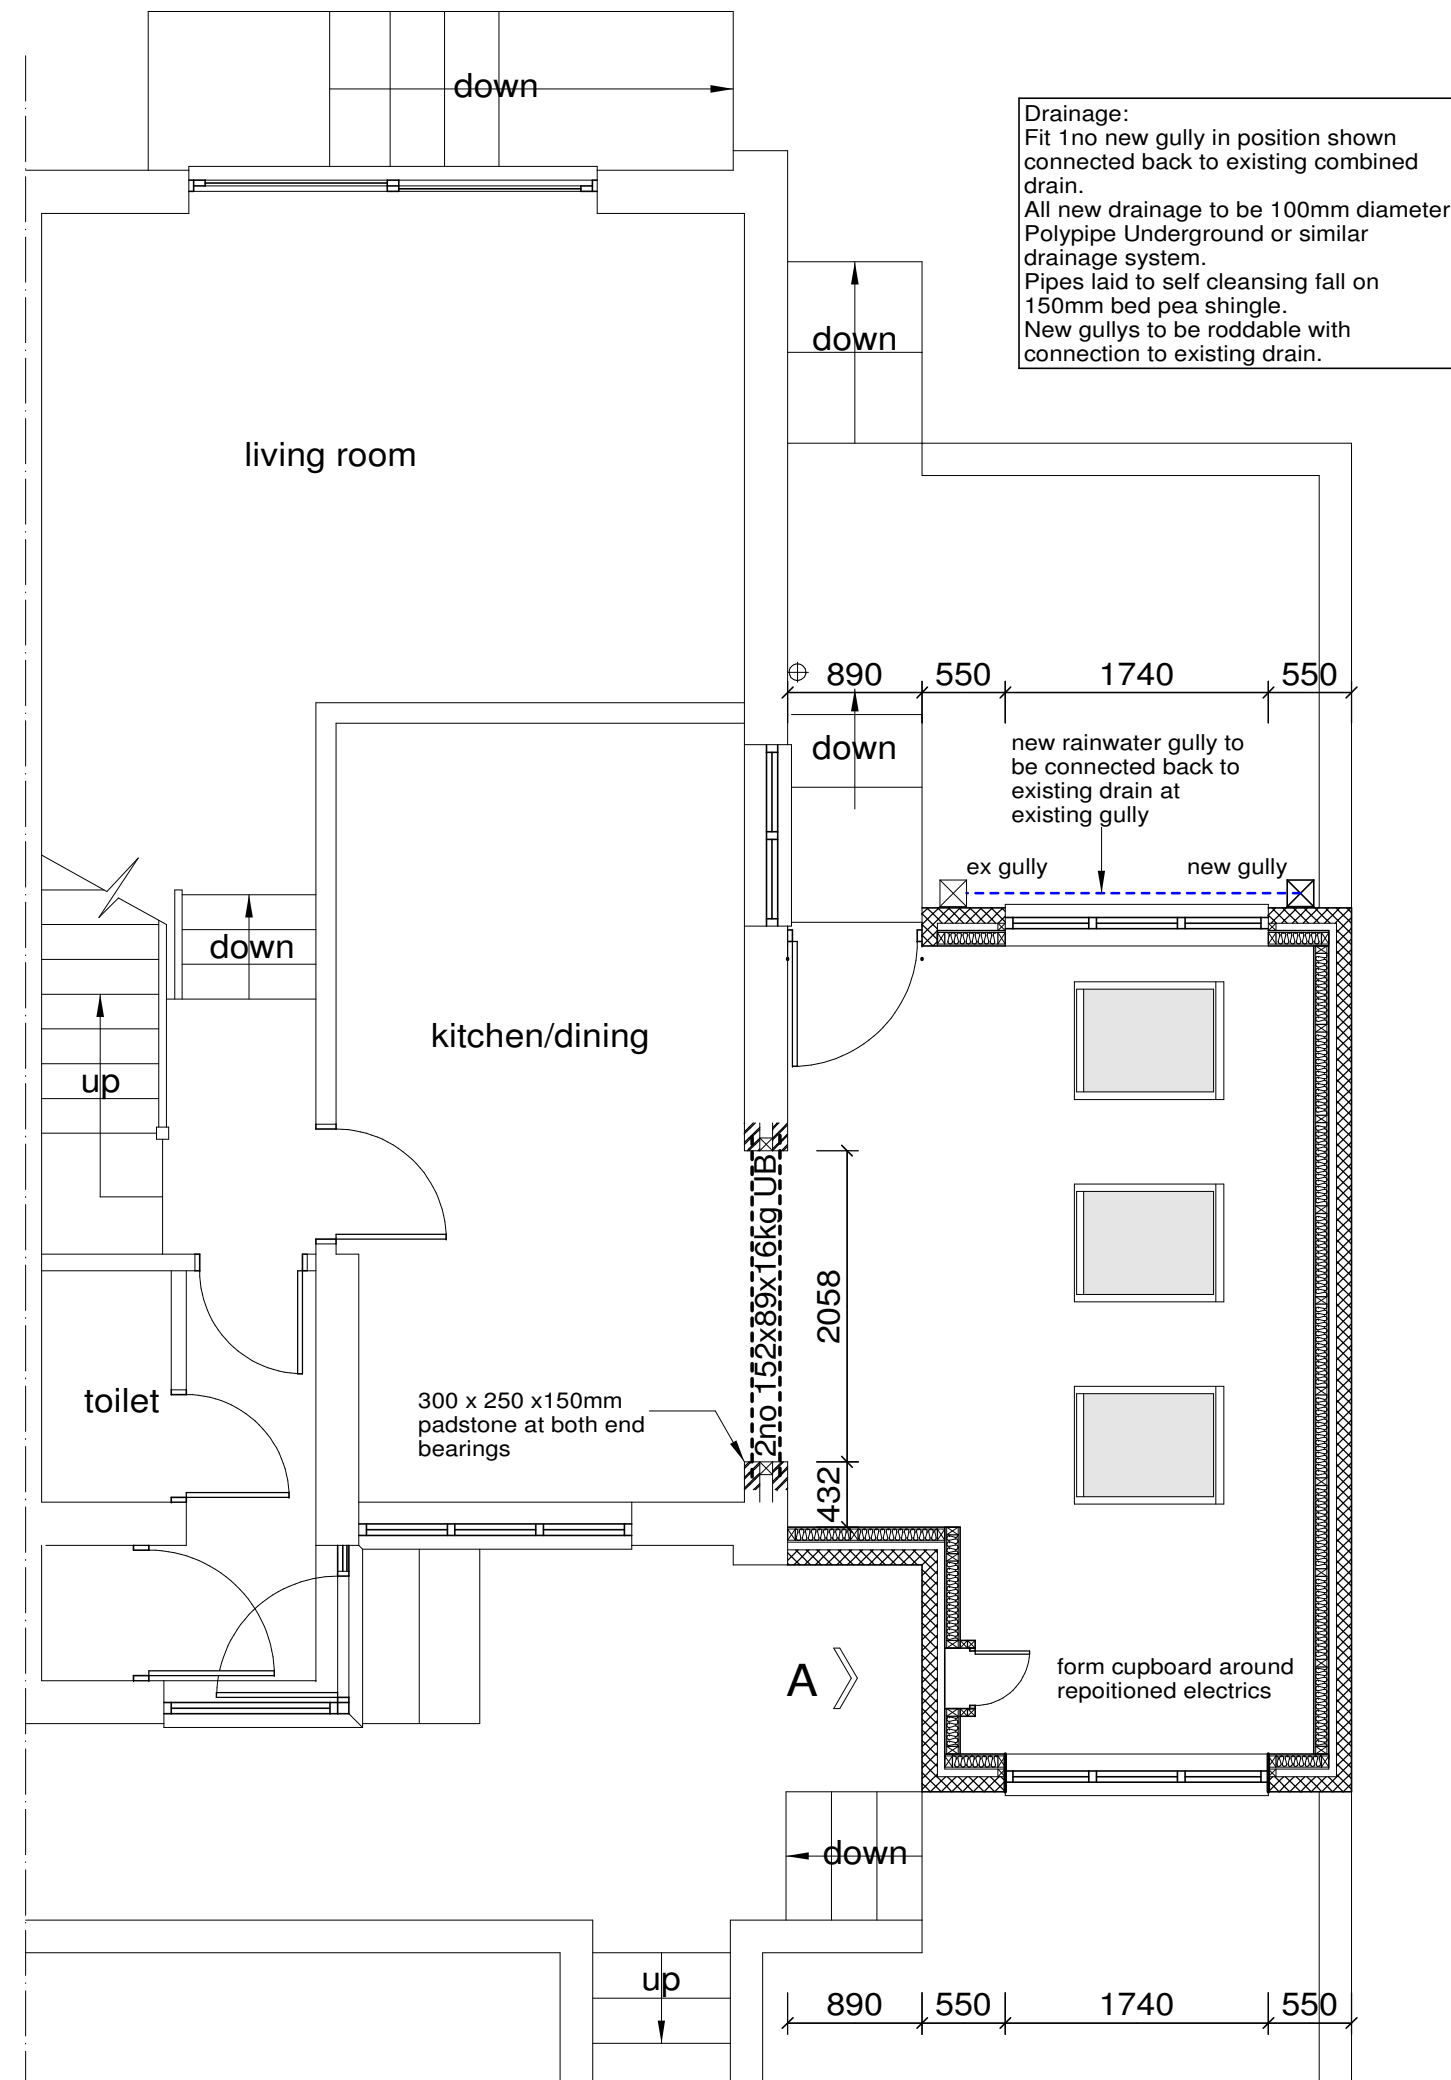 down
Drainage:
Fit 1no new gully in position shown
connected back to existing combined
drain.
All new drainage to be 100mm diameter
Polypipe Underground or similar
drainage system.
Pipes laid to self cleansing fall on
150mm bed pea shingle.
New gullys to be roddable with
connection to existing drain.
down
living room
890
550
1740
550
down
new rainwater gully to
be connected back to
existing drain at
existing gully
ex gully
new gully
down
kitchen/dining
up
2no 152x89x16kg UB
2058
toilet
300 x 250 x150mm
padstone at both end
bearings
432
A
form cupboard around
repoitioned electrics
down
up
890
550
1740
550